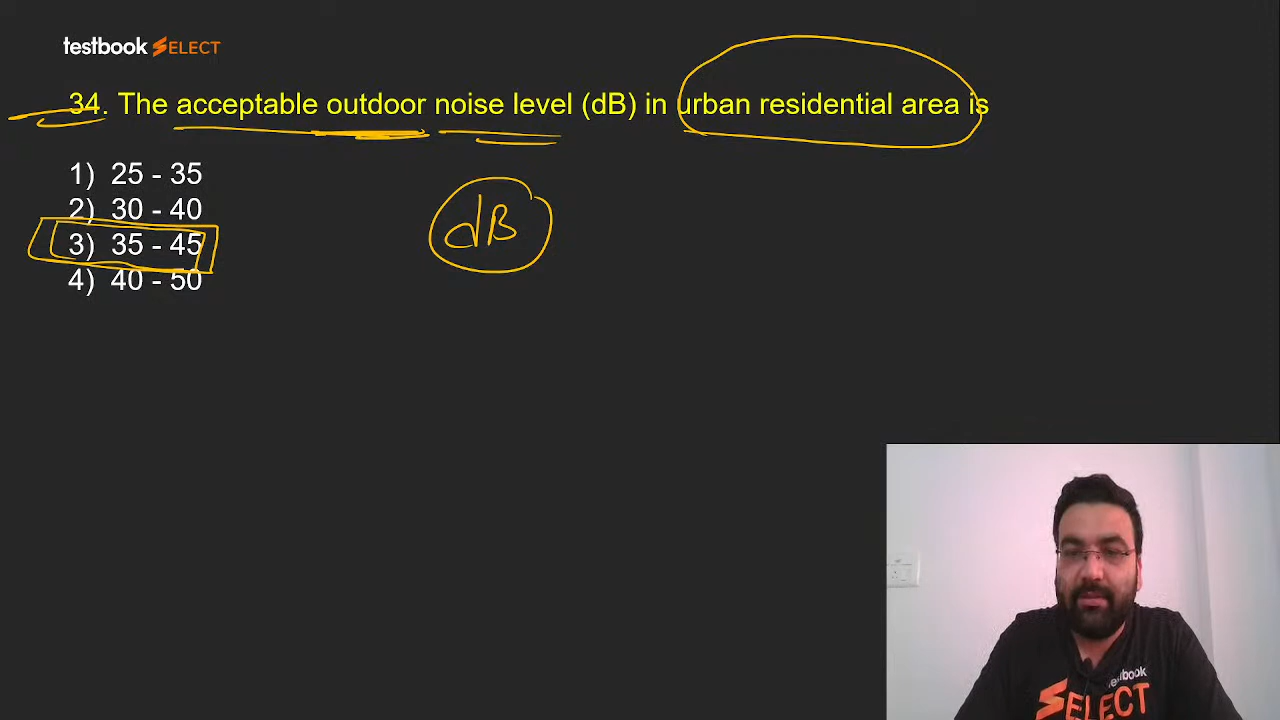 testbook SELECT
34. The acceptable outdoor noise level (dB) in urban residential area is
1) 25 - 35
2) 30 - 40
3) 35 - 45
4) 40 - 50
dB
testbook
SELECT